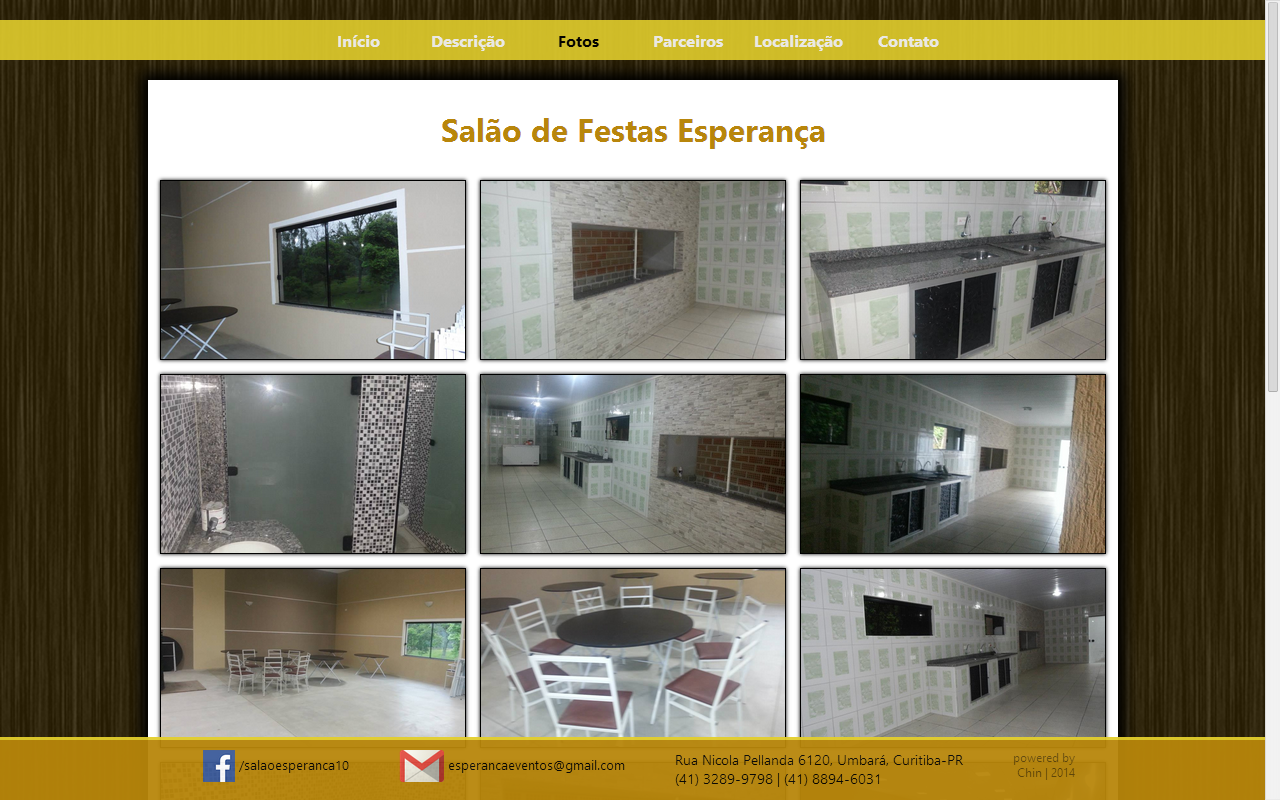 Início Descrição Fotos Parceiros Localização Contato
Salão de Festas Esperança
/salaoesperanca10
esperancaeventos@gmail.com
Rua Nicola Pellanda 6120, Umbará, Curitiba-PR
(41) 3289-9798 | (41) 8894-6031
powered by
Chin | 2014